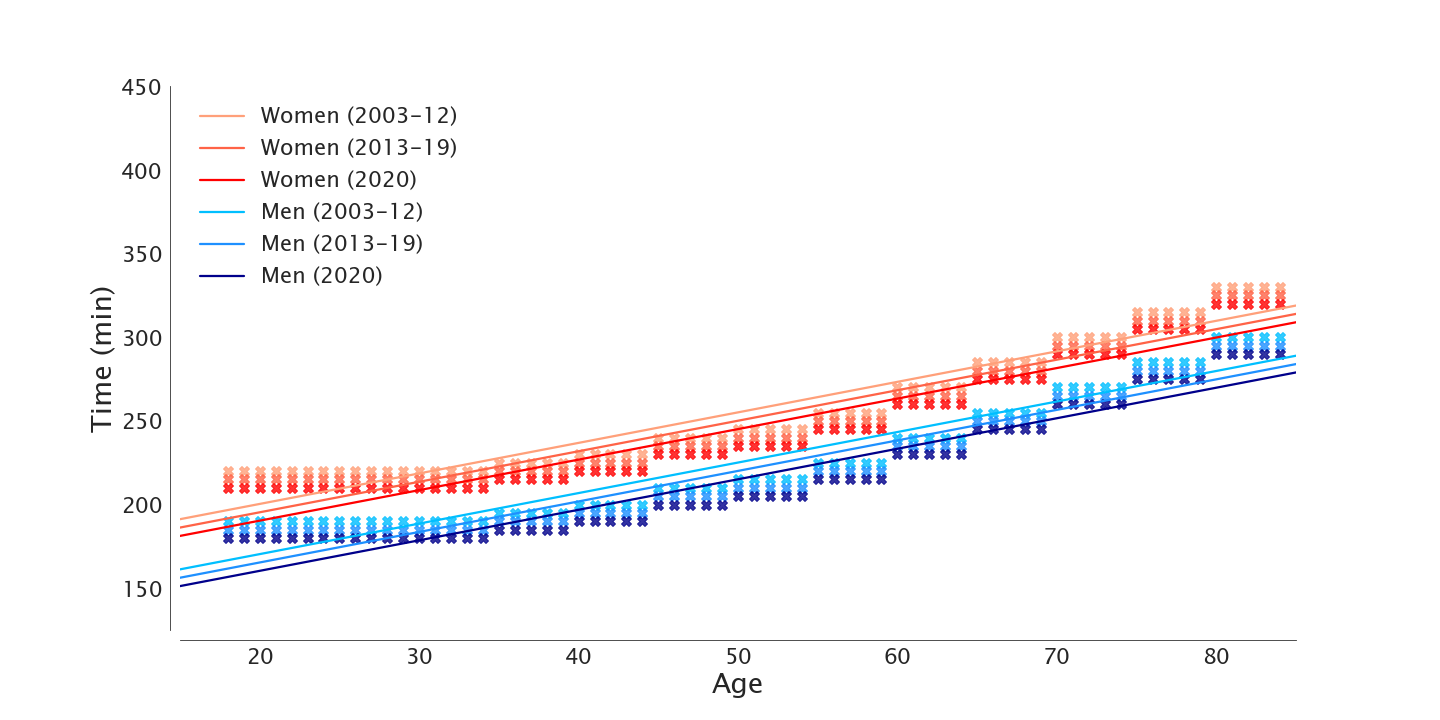 450
400
350
300
250
200
150
Time (min)
Women (2003–12)
Women (2013–19)
Women (2020)
Men (2003–12)
Men (2013–19)
Men (2020)
20 30 40 50 60 70 80
Age